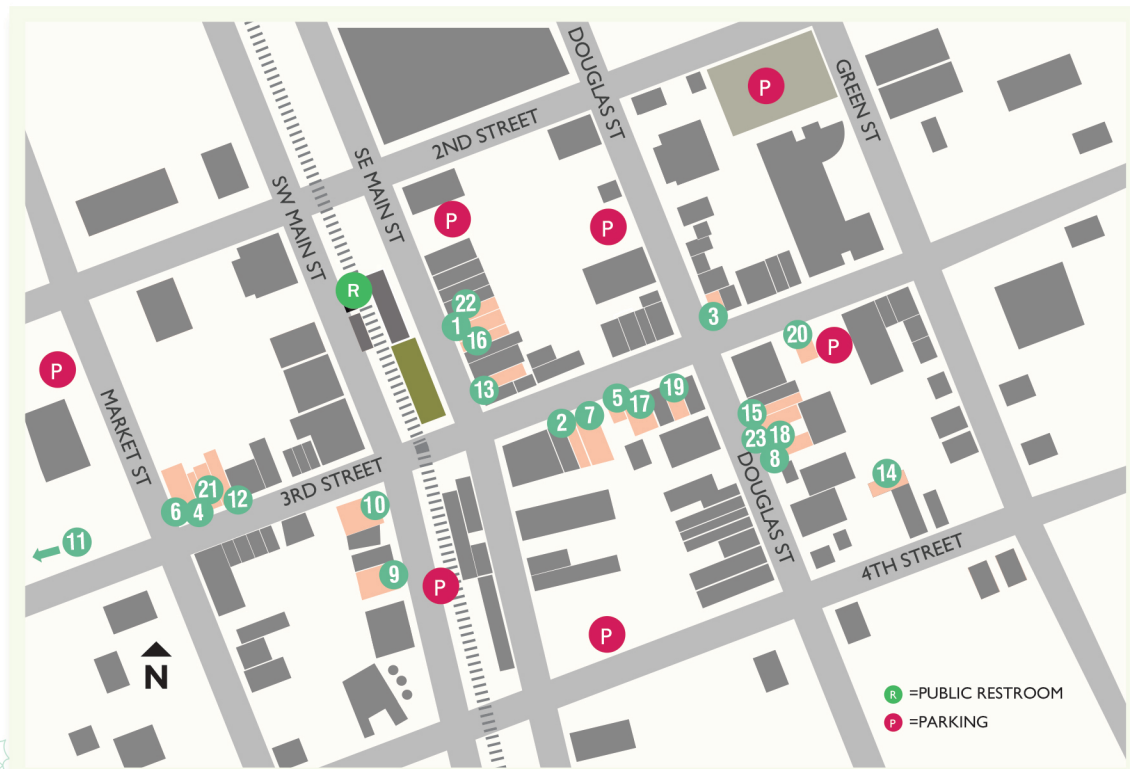 DOUGLAS ST
GREEN ST
P
2ND STREET
SE MAIN ST
SW MAIN ST
P
P
R
22
1
16
3
20
P
P
13
19
5
17
2
7
15
23
18
8
MARKET ST
3RD STREET
21
6
4
12
10
14
11
DOUGLAS ST
4TH STREET
9
P
P
N
R =PUBLIC RESTROOM
P =PARKING